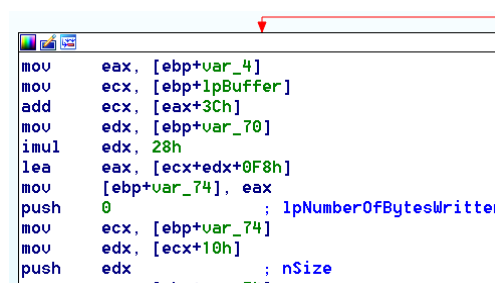 mov eax, [ebp+var_4]
mov ecx, [ebp+lpBuffer]
add ecx, [eax+3Ch]
mov edx, [ebp+var_70]
imul edx, 28h
lea eax, [ecx+edx+0F8h]
mov [ebp+var_74], eax
push 0 ; lpNumberOfBytesWritten
mov ecx, [ebp+var_74]
mov edx, [ecx+10h]
push edx ; nSize